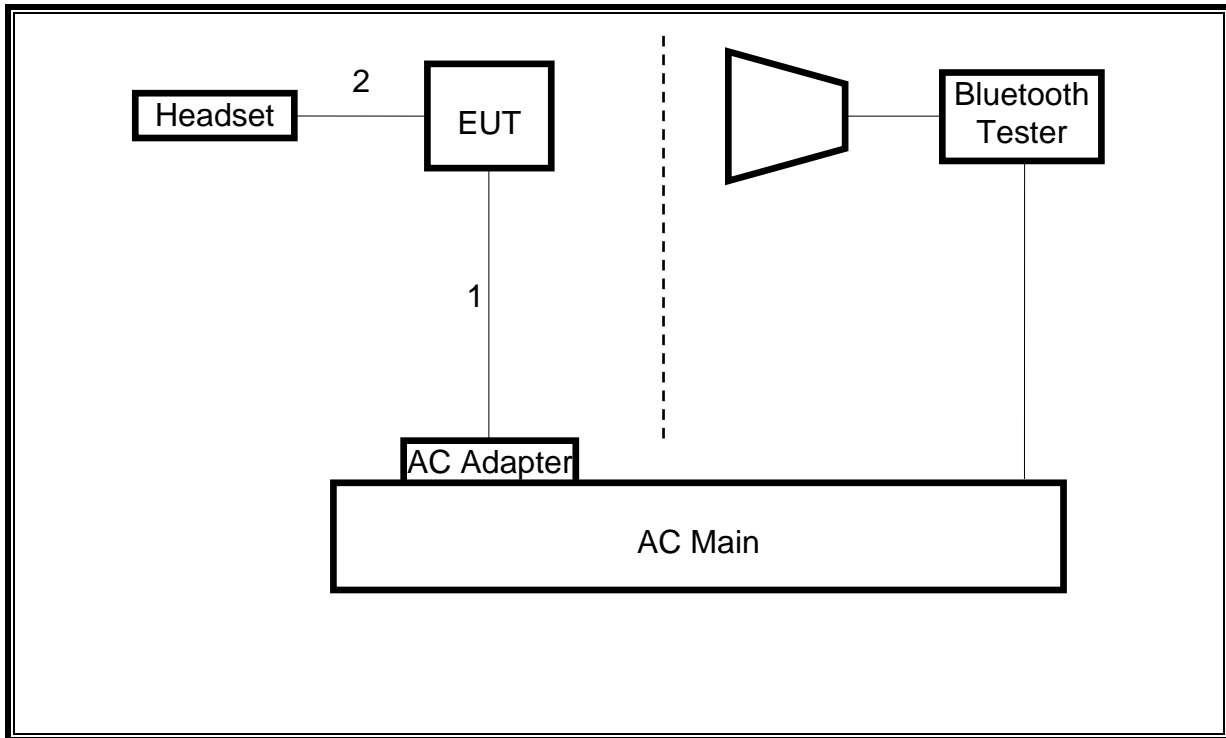 2
Headset
EUT
Bluetooth
Tester
1
AC Adapter
AC Main